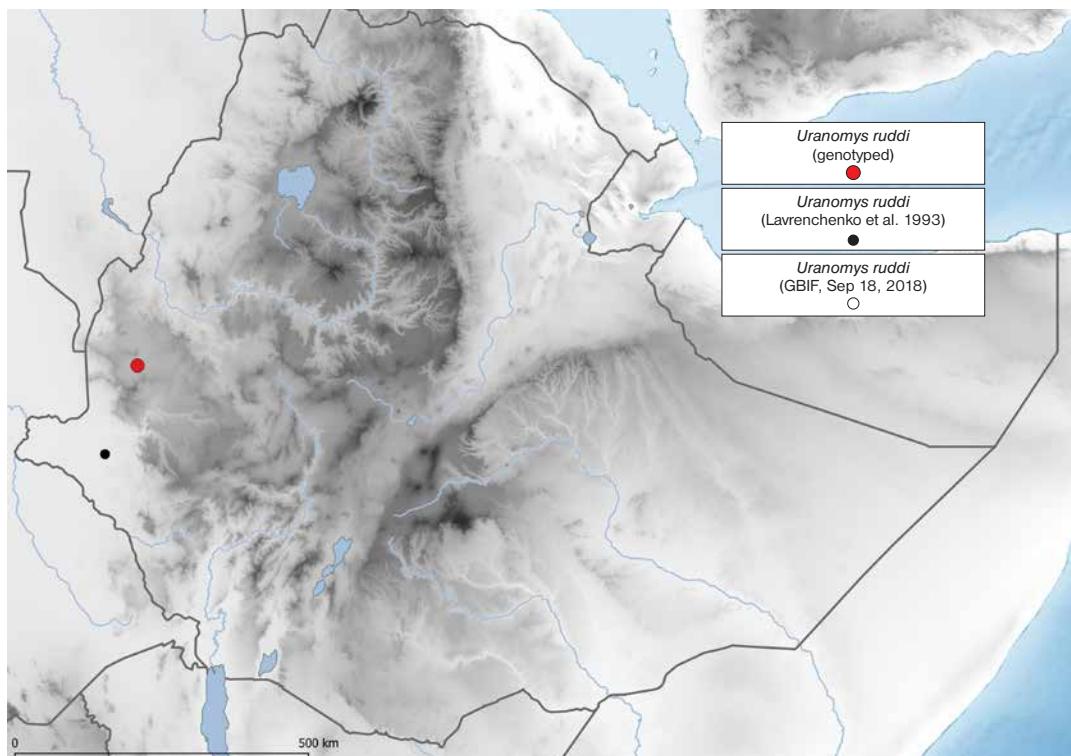 Uranomys ruddi
(genotyped)
Uranomys ruddi
(Lavrenchenko et al. 1993)
Uranomys ruddi
(GBIF, Sep 18, 2018)
0 500 km